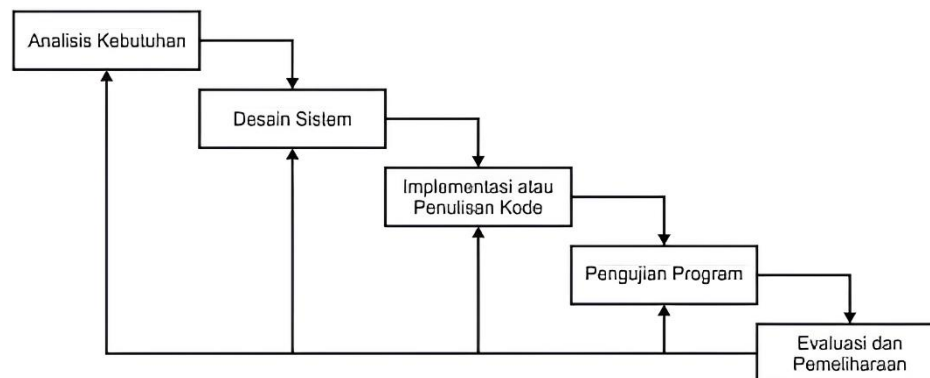 Analisis Kebutuhan
Desain Sistem
Implementasi atau
Penulisan Kode
Pengujian Program
Evaluasi dan
Pemeliharaan